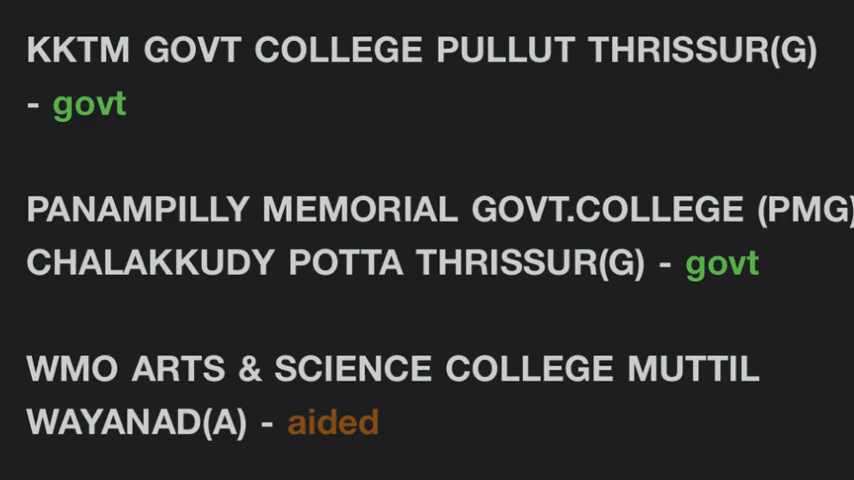 KKTM GOVT COLLEGE PULLUT THRISSUR(G)
- govt
PANAMPILLY MEMORIAL GOVT.COLLEGE (PMG)
CHALAKKUDY POTTA THRISSUR(G) - govt
WMO ARTS & SCIENCE COLLEGE MUTTIL
WAYANAD(A) - aided